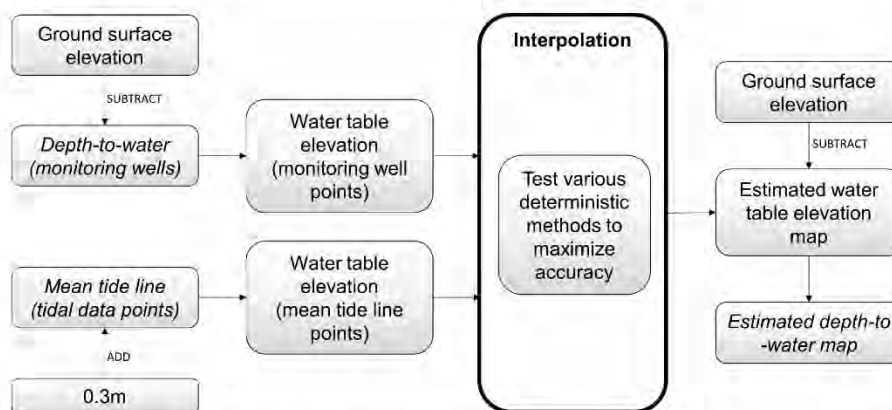 Ground surface
elevation
SUBTRACT
Depth-to-water
(monitoring wells)
Water table
elevation
(monitoring well
points)
Mean tide line
(tidal data points)
ADD
0.3m
Water table
elevation
(mean tide line
points)
Interpolation
Test various
deterministic
methods to
maximize
accuracy
Ground surface
elevation
SUBTRACT
Estimated water
table elevation
map
Estimated depth-to
-water map